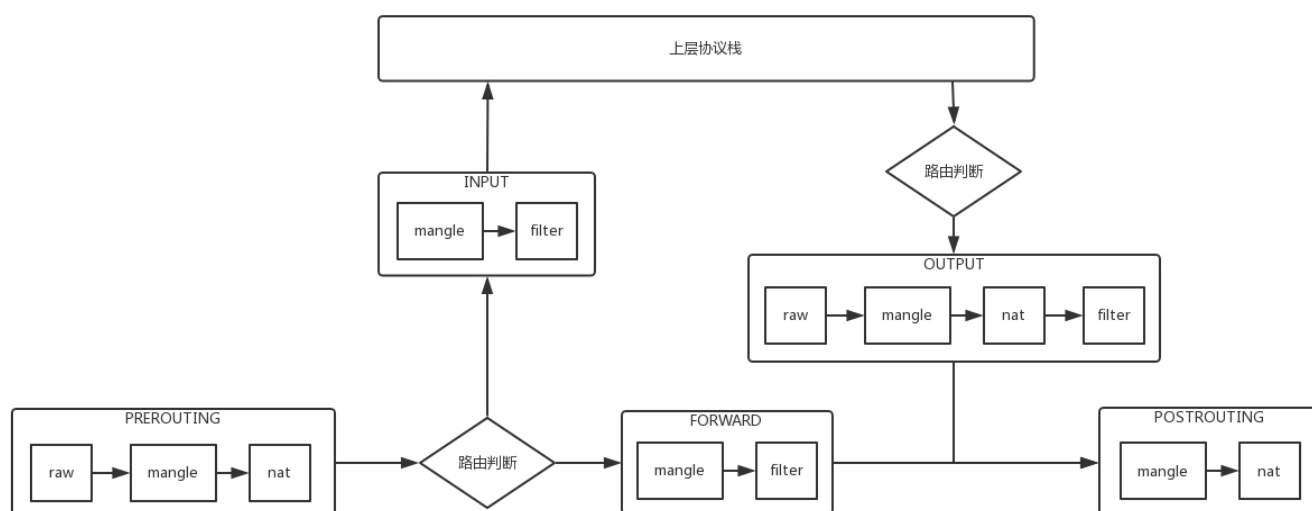 上层协议栈
路由判断
INPUT
mangle
filter
OUTPUT
raw
mangle
nat
filter
PREROUTING
raw
mangle
nat
路由判断
FORWARD
mangle
filter
POSTROUTING
mangle
nat